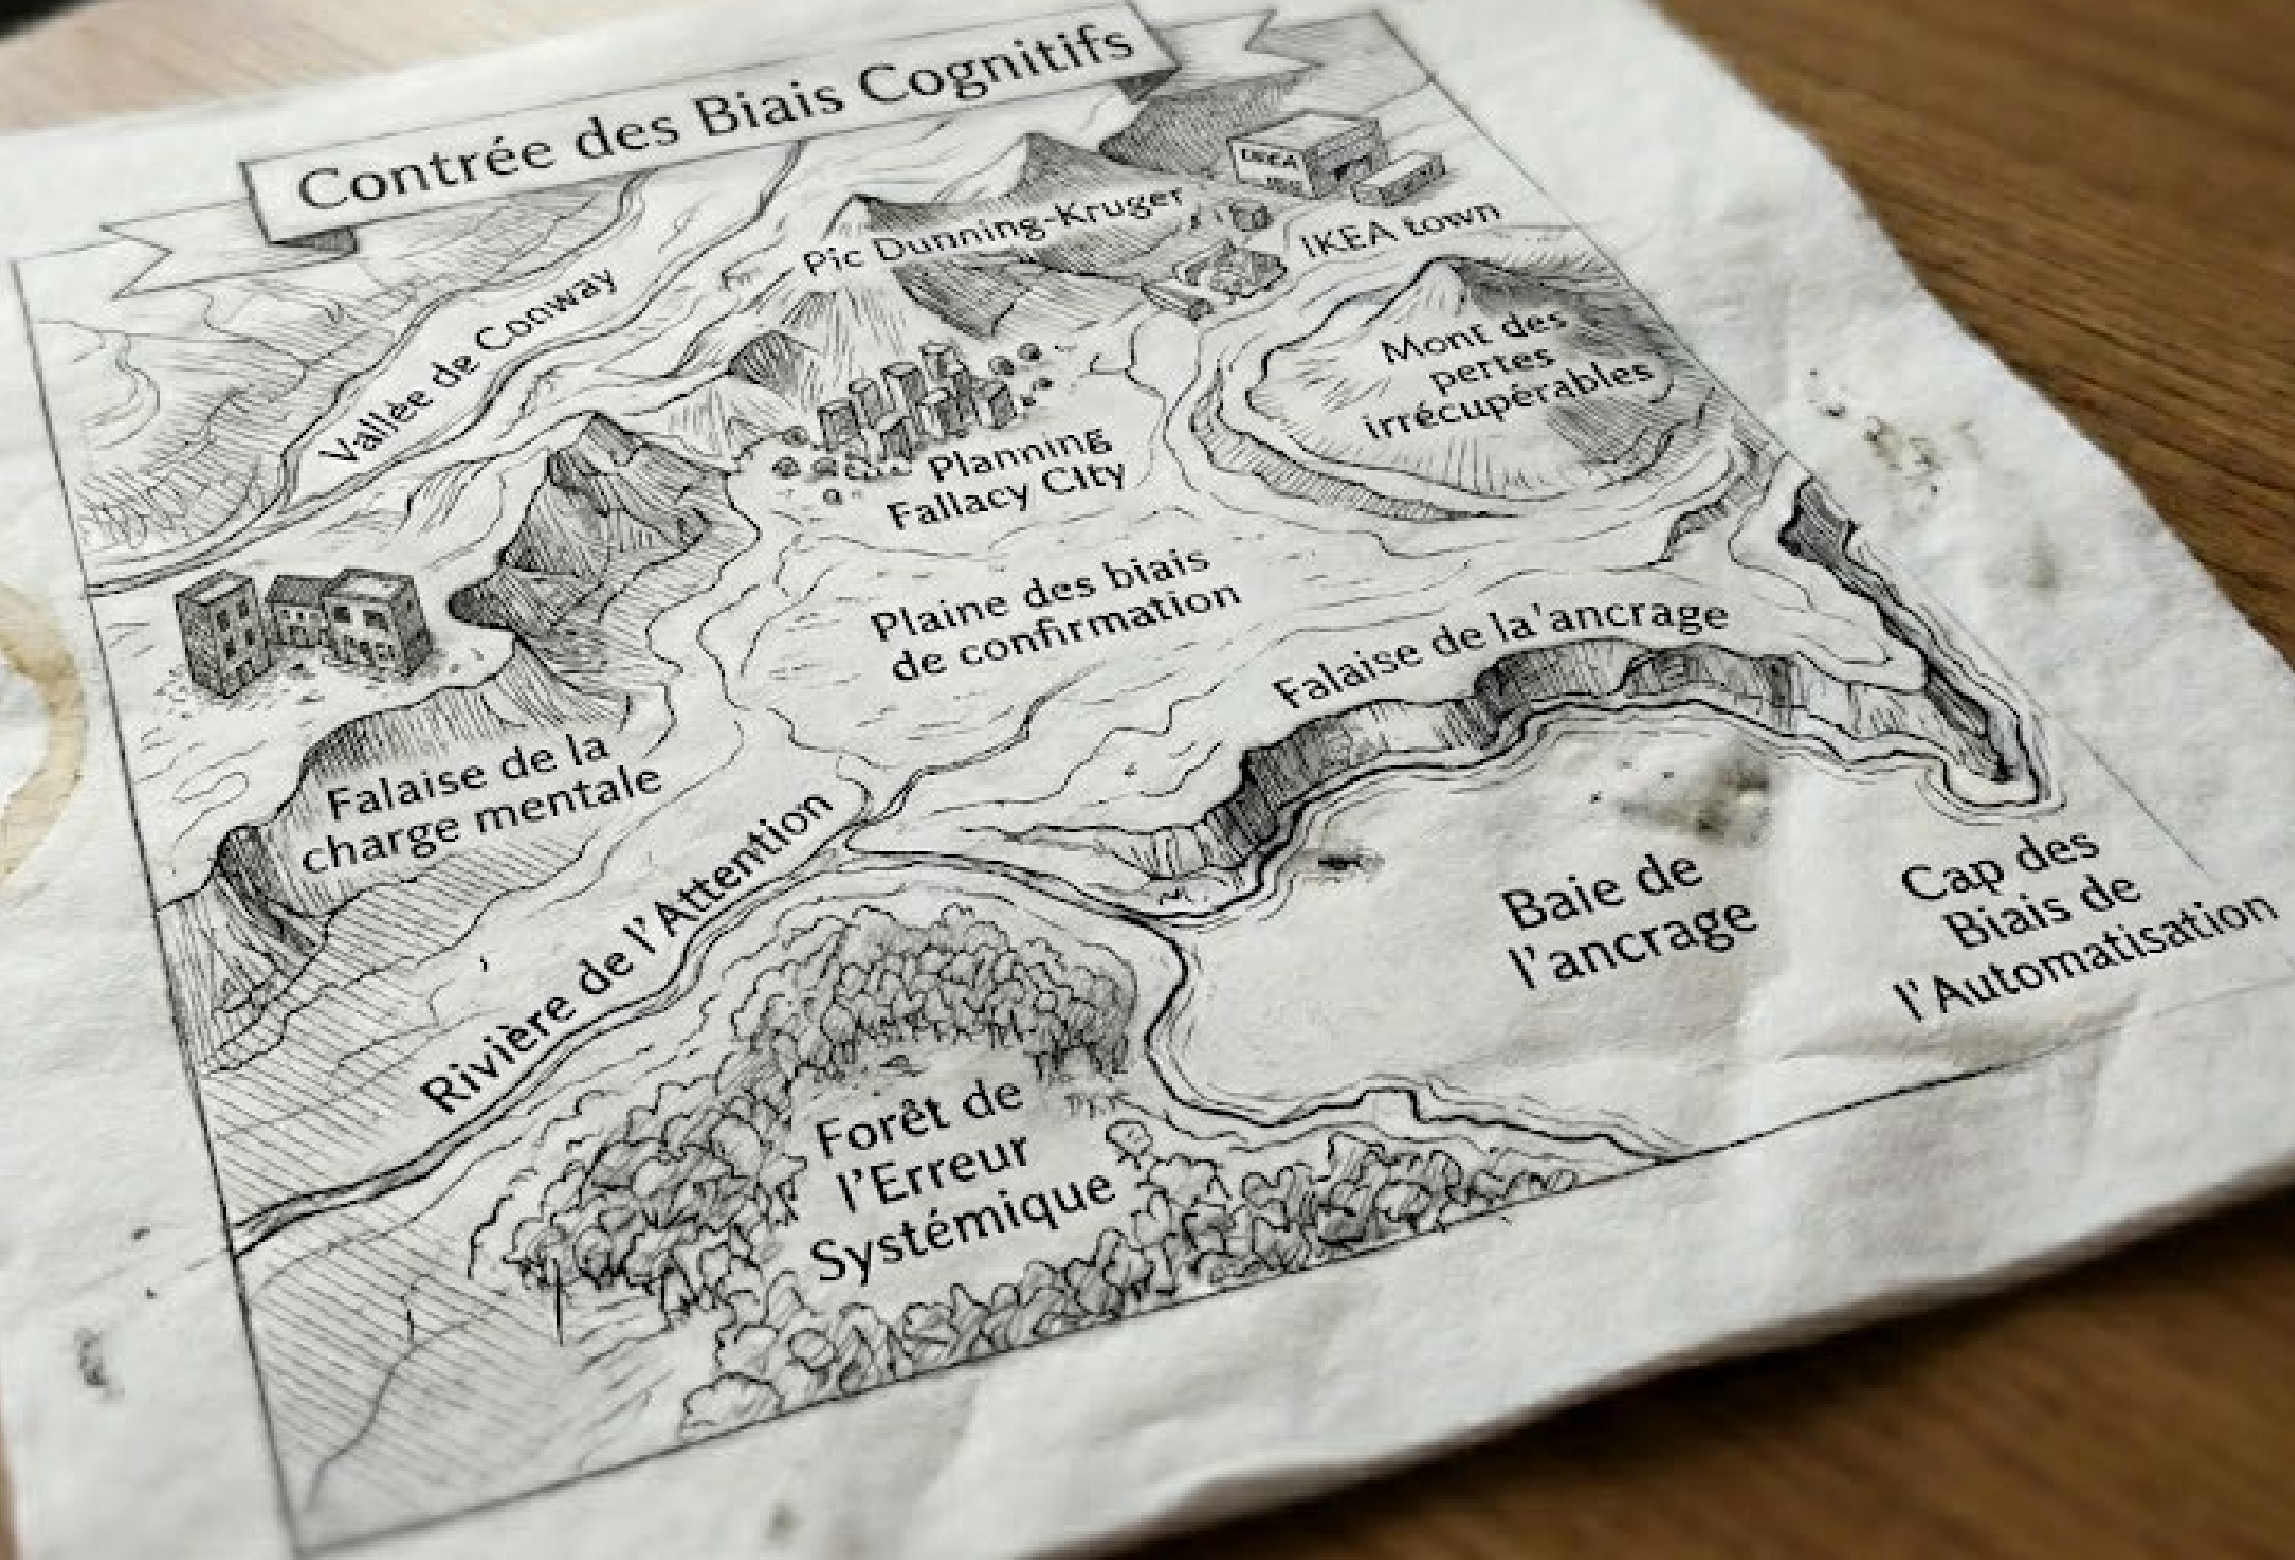 Contrée des Biais Cognitifs
Vallée de Conway
Pic Dunning-Kruger
IKEA
IKEA town
Mont des
pertes
irrécupérables
Planning
Fallacy CIty
Plaine des biais
de confirmation
Falaise de la'ancrage
Falaise de la
charge mentale
Rivière de l'Attention
Baie de
l'ancrage
Cap des
Biais de
l'Automatisation
Forêt de
l'Erreur
Systémique